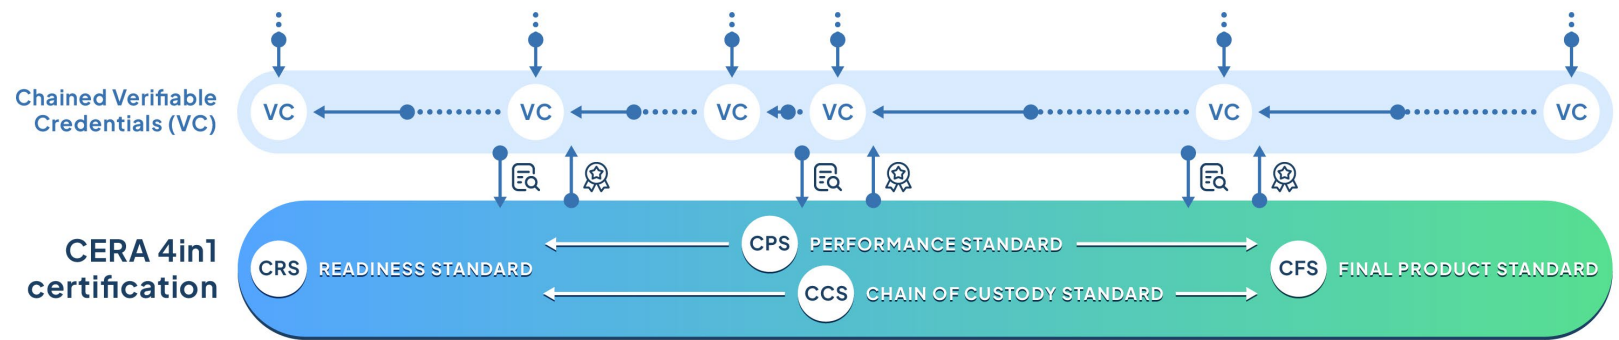 Chained Verifiable
Credentials (VC)
VC
VC
VC
VC
VC
VC
CERA 4in1
certification
CRS READINESS STANDARD
CPS PERFORMANCE STANDARD
CCS CHAIN OF CUSTODY STANDARD
CFS FINAL PRODUCT STANDARD